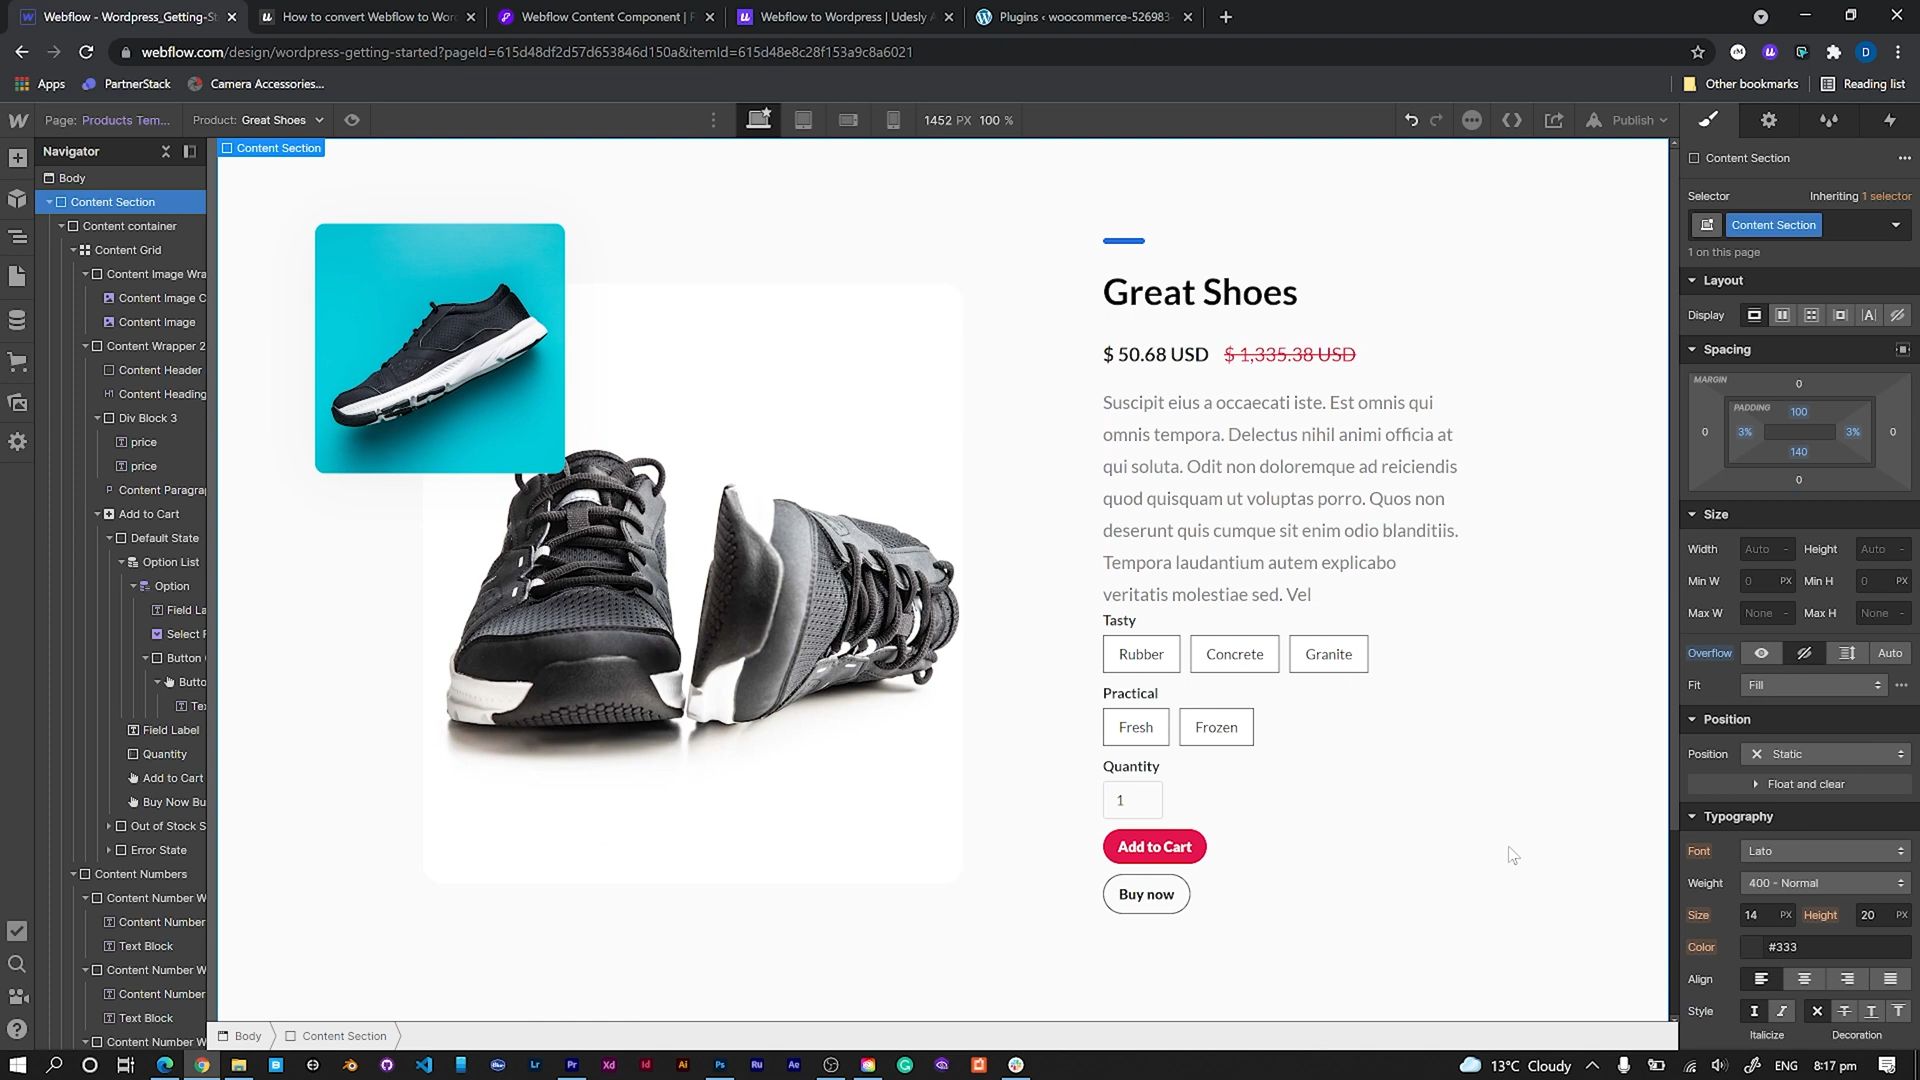 Webflow - Wordpress_Getting-St
How to convert Webflow to Wor
Webflow Content Component | F
Webflow to Wordpress | Udesly A
Plugins ‹ woocommerce-526983
webflow.com/design/wordpress-getting-started?pageId=615d48df2d57d653846d150a&itemId=615d48e8c28f153a9c8a6021
Apps
PartnerStack
Camera Accessories...
Other bookmarks
Reading list
Page: Products Tem...
Product: Great Shoes
1452 PX 100 %
Publish
Navigator
Body
Content Section
Content container
Content Grid
Content Image Wra
Content Image C
Content Image
Content Wrapper 2
Content Header
H1 Content Heading
Div Block 3
price
price
Content Paragra
Add to Cart
Default State
Option List
Option
Field La
Select F
Button
Butto
Tex
Field Label
Quantity
Add to Cart
Buy Now Bu
Out of Stock S
Error State
Content Numbers
Content Number W
Content Number
Text Block
Content Number W
Content Number
Text Block
Content Number W
Content Section
Great Shoes
$ 50.68 USD $ 1,335.38 USD
Suscipit eius a occaecati iste. Est omnis qui
omnis tempora. Delectus nihil animi officia at
qui soluta. Odit non doloremque ad reiciendis
quod quisquam ut voluptas porro. Quos non
deserunt quis cumque sit enim odio blanditiis.
Tempora laudantium autem explicabo
veritatis molestiae sed. Vel
Tasty
Rubber Concrete Granite
Practical
Fresh Frozen
Quantity
1
Add to Cart
Buy now
Body
Content Section
Content Section
Selector
Inheriting 1 selector
Content Section
1 on this page
Layout
Display
Spacing
MARGIN
0
PADDING
100
0 3% 3% 0
140
0
Size
Width Auto - Height Auto -
Min W 0 PX Min H 0 PX
Max W None - Max H None -
Overflow Auto
Fit Fill
Position
Position Static
Float and clear
Typography
Font Lato
Weight 400 - Normal
Size 14 PX Height 20 PX
Color #333
Align
Style
Italicize Decoration
13°C Cloudy
ENG
8:17 pm